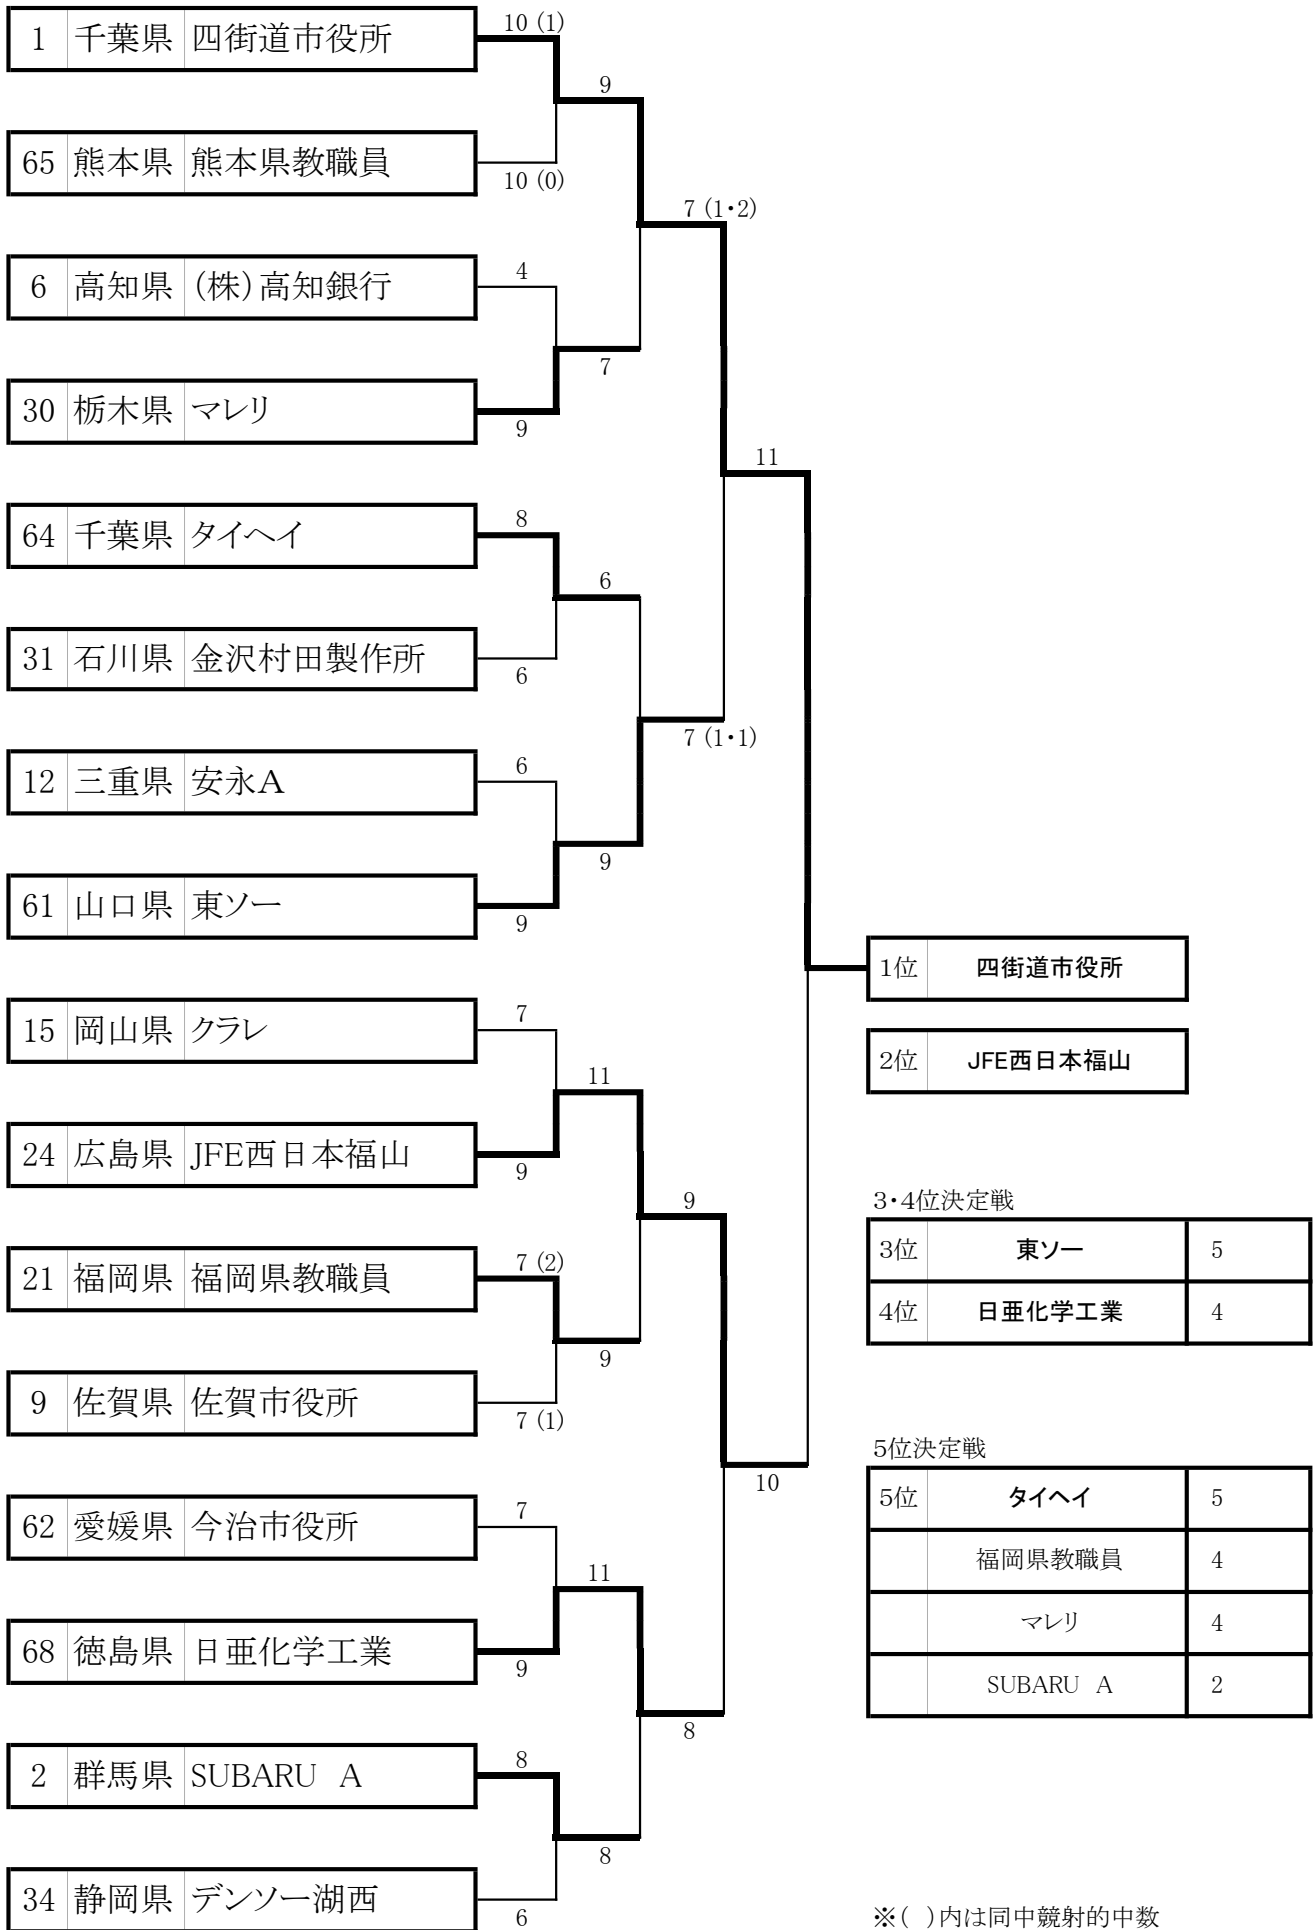 1 千葉県 四街道市役所
10 (1)
9
65 熊本県 熊本県教職員
10 (0)
7 (1・2)
6 高知県 (株)高知銀行
4
7
30 栃木県 マレリ
9
11
64 千葉県 タイヘイ
8
6
31 石川県 金沢村田製作所
6
7 (1・1)
12 三重県 安永A
6
9
61 山口県 東ソー
9
1位 四街道市役所
2位 JFE西日本福山
15 岡山県 クラレ
7
11
24 広島県 JFE西日本福山
9
9
21 福岡県 福岡県教職員
7 (2)
9
9 佐賀県 佐賀市役所
7 (1)
10
62 愛媛県 今治市役所
7
11
68 徳島県 日亜化学工業
9
8
2 群馬県 SUBARU A
8
8
34 静岡県 デンソー湖西
6
3・4位決定戦
3位 東ソー 5
4位 日亜化学工業 4
5位決定戦
5位 タイヘイ 5
福岡県教職員 4
マレリ 4
SUBARU A 2
※( )内は同中競射的中数